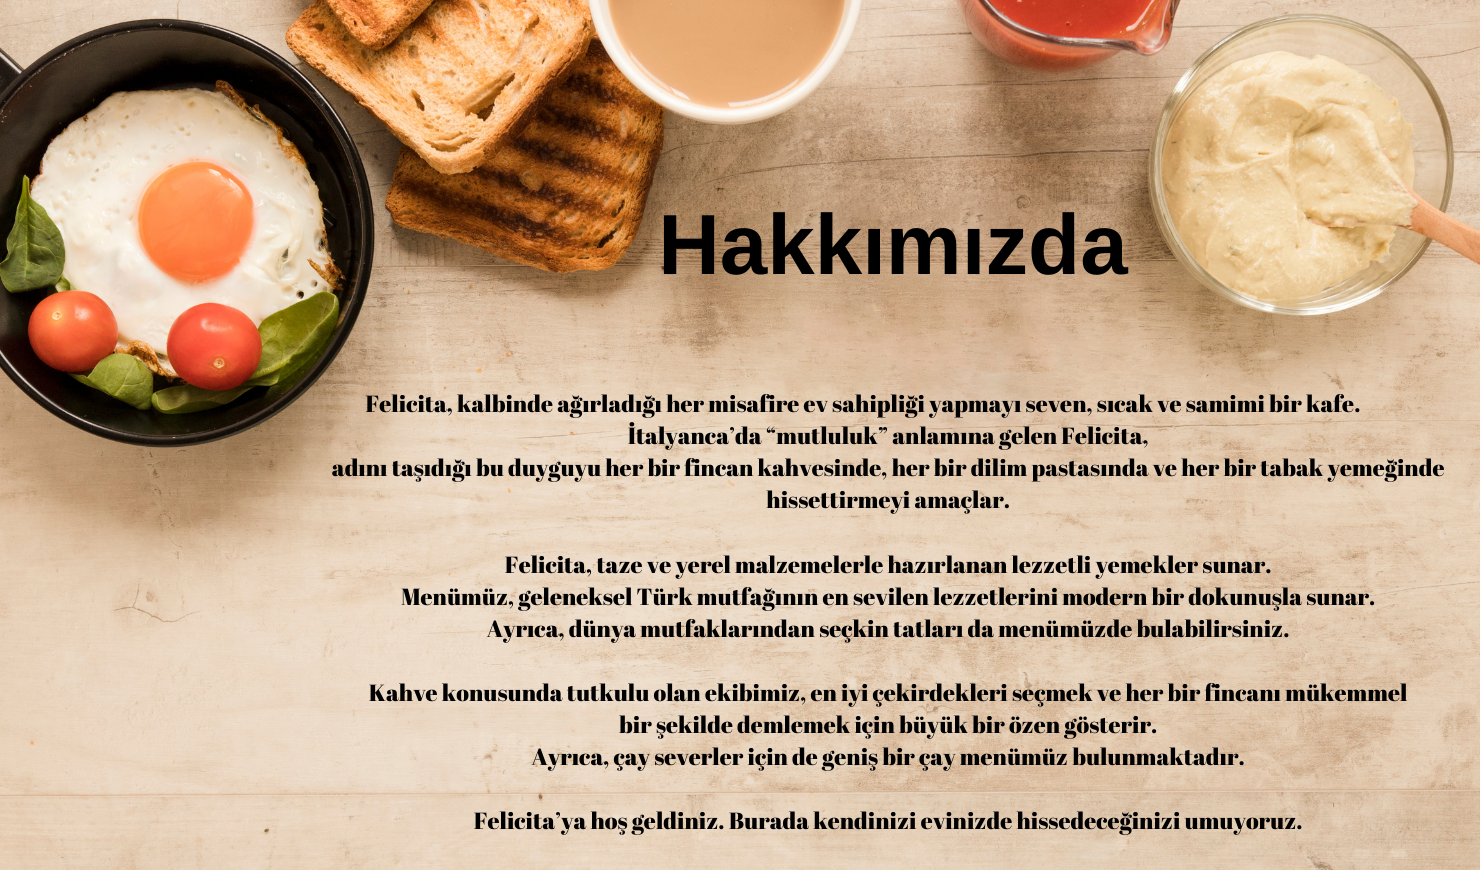 Hakkımızda
Felicita, kalbinde ağırladığı her misafire ev sahipliği yapmayı seven, sıcak ve samimi bir kafe.
İtalyanca’da “mutluluk” anlamına gelen Felicita,
adını taşıdığı bu duyguyu her bir fincan kahvesinde, her bir dilim pastasında ve her bir tabak yemeğinde
hissettirmeyi amaçlar.
Felicita, taze ve yerel malzemelerle hazırlanan lezzetli yemekler sunar.
Menümüz, geleneksel Türk mutfağının en sevilen lezzetlerini modern bir dokunuşla sunar.
Ayrıca, dünya mutfaklarından seçkin tatları da menümüzde bulabilirsiniz.
Kahve konusunda tutkulu olan ekibimiz, en iyi çekirdekleri seçmek ve her bir fincanı mükemmel
bir şekilde demlemek için büyük bir özen gösterir.
Ayrıca, çay severler için de geniş bir çay menümüz bulunmaktadır.
Felicita’ya hoş geldiniz. Burada kendinizi evinizde hissedeceğinizi umuyoruz.